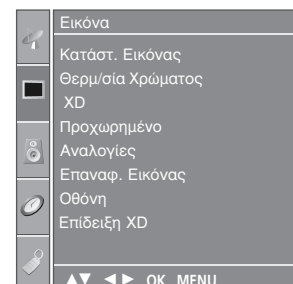 Εικόνα
Κατάστ. Εικόνας
Θερμ/σία Χρώματος
XD
Προχωρημένο
Αναλογίες
Επαναφ. Εικόνας
Οθόνη
Επίδειξη XD
▲▼ ◄► OK MENU